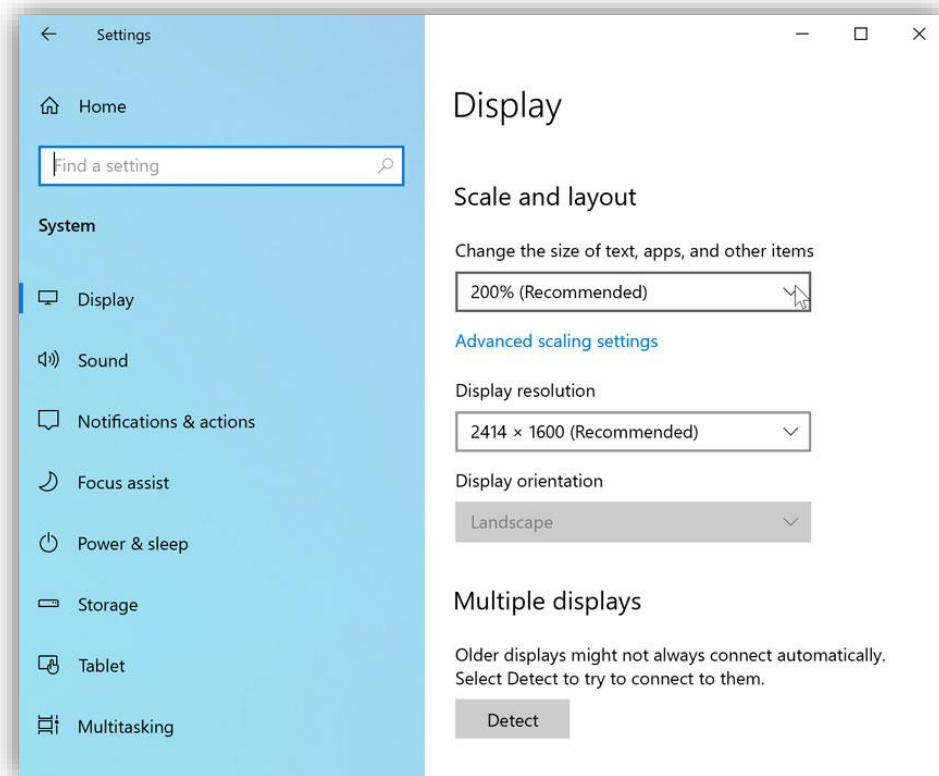 Settings
Home
Find a setting
System
Display
Sound
Notifications & actions
Focus assist
Power & sleep
Storage
Tablet
Multitasking
Display
Scale and layout
Change the size of text, apps, and other items
200% (Recommended)
Advanced scaling settings
Display resolution
2414 × 1600 (Recommended)
Display orientation
Landscape
Multiple displays
Older displays might not always connect automatically.
Select Detect to try to connect to them.
Detect